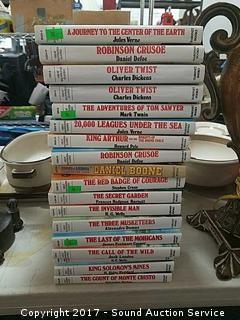 A JOURNEY TO THE CENTER OF THE EARTH
Jules Verne
ROBINSON CRUSOE
Daniel Defoe
OLIVER TWIST
Charles Dickens
OLIVER TWIST
Charles Dickens
THE ADVENTURES OF TOM SAWYER
Mark Twain
20,000 LEAGUES UNDER THE SEA
Jules Verne
KING ARTHUR
Howard Pyle
ROBINSON CRUSOE
Daniel Defoe
DANIEL BOONE
THE RED BADGE OF COURAGE
Stephen Crane
THE SECRET GARDEN
Frances Hodgson Burnett
THE INVISIBLE MAN
H. G. Wells
THE THREE MUSKETEERS
Alexandre Dumas
THE LAST OF THE MOHICANS
James Fenimore Cooper
THE CALL OF THE WILD
Jack London
KING SOLOMON'S MINES
THE COUNT OF MONTE CRISTO
Copyright 2017 - Sound Auction Service